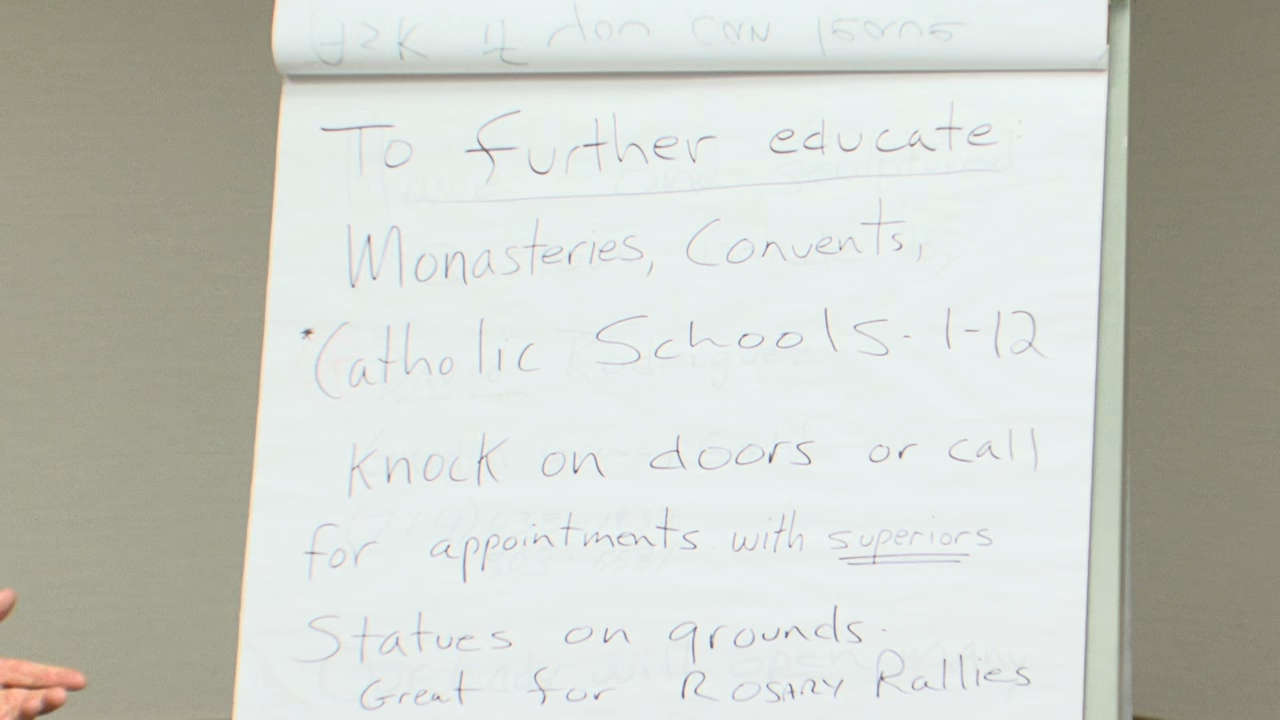 To further educate:
Monasteries, Convents,
*Catholic Schools. 1-12
Knock on doors or call
for appointments with superiors
Statues on grounds.
Great for ROSARY Rallies